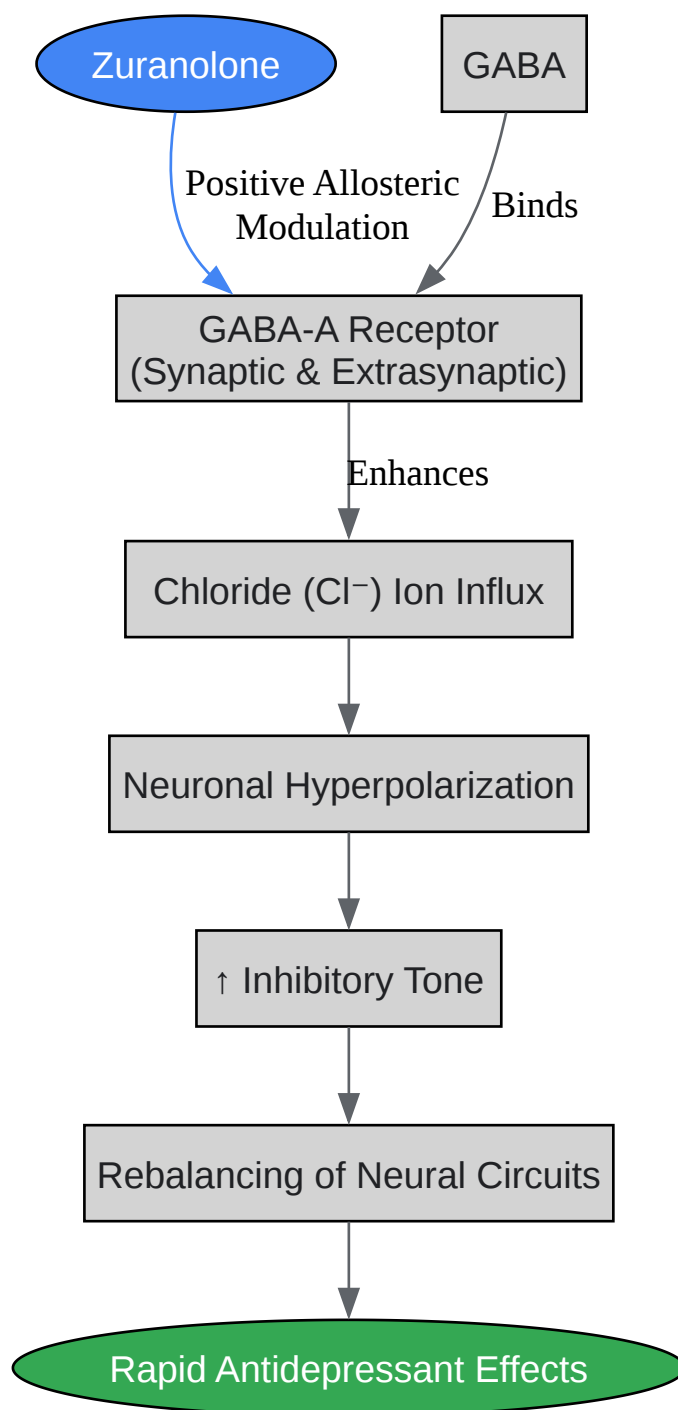 Zuranolone
GABA
Positive Allosteric
Modulation
Binds
GABA-A Receptor
(Synaptic & Extrasynaptic)
Enhances
Chloride (Cl⁻) Ion Influx
Neuronal Hyperpolarization
↑ Inhibitory Tone
Rebalancing of Neural Circuits
Rapid Antidepressant Effects